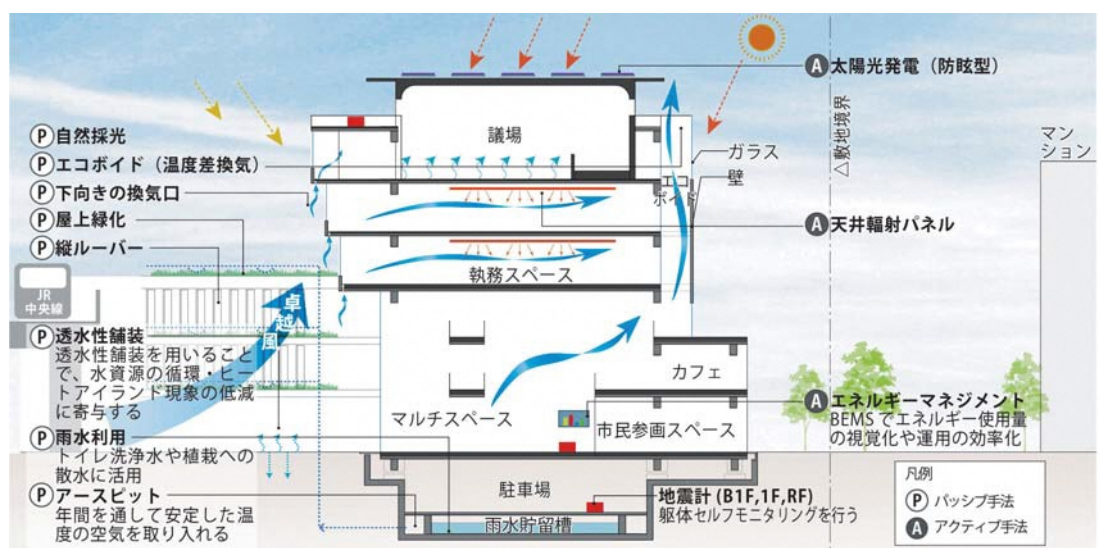 Ⓟ自然採光
Ⓟエコボイド（温度差換気）
Ⓟ下向きの換気口
Ⓟ屋上緑化
Ⓟ縦ルーバー
JR
中央線
卓越風
Ⓟ透水性舗装
透水性舗装を用いること
で、水資源の循環・ヒー
トアイランド現象の低減
に寄与する
Ⓟ雨水利用
トイレ洗浄水や植栽への
散水に活用
Ⓟアースピット
年間を通して安定した温
度の空気を取り入れる
議場
執務スペース
マルチスペース
カフェ
市民参画スペース
駐車場
雨水貯留槽
エコ
ボイド
ガラス
壁
🅐太陽光発電（防眩型）
△敷地境界
マン
ション
🅐天井輻射パネル
🅐エネルギーマネジメント
BEMSでエネルギー使用量
の視覚化や運用の効率化
地震計(B1F,1F,RF)
躯体セルフモニタリングを行う
凡例
Ⓟ パッシブ手法
🅐 アクティブ手法